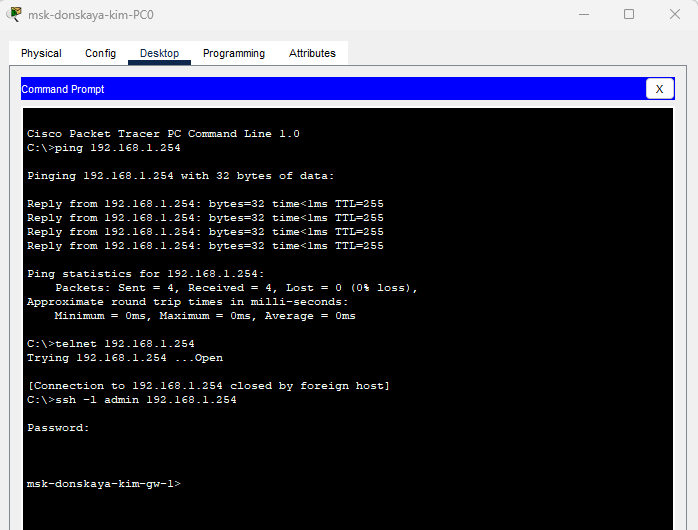 msk-donskaya-kim-PC0
Physical Config Desktop Programming Attributes
Command Prompt X
Cisco Packet Tracer PC Command Line 1.0
C:\>ping 192.168.1.254
Pinging 192.168.1.254 with 32 bytes of data:
Reply from 192.168.1.254: bytes=32 time<1ms TTL=255
Reply from 192.168.1.254: bytes=32 time<1ms TTL=255
Reply from 192.168.1.254: bytes=32 time<1ms TTL=255
Reply from 192.168.1.254: bytes=32 time<1ms TTL=255
Ping statistics for 192.168.1.254:
Packets: Sent = 4, Received = 4, Lost = 0 (0% loss),
Approximate round trip times in milli-seconds:
Minimum = 0ms, Maximum = 0ms, Average = 0ms
C:\>telnet 192.168.1.254
Trying 192.168.1.254 ...Open
[Connection to 192.168.1.254 closed by foreign host]
C:\>ssh -l admin 192.168.1.254
Password:
msk-donskaya-kim-gw-1>